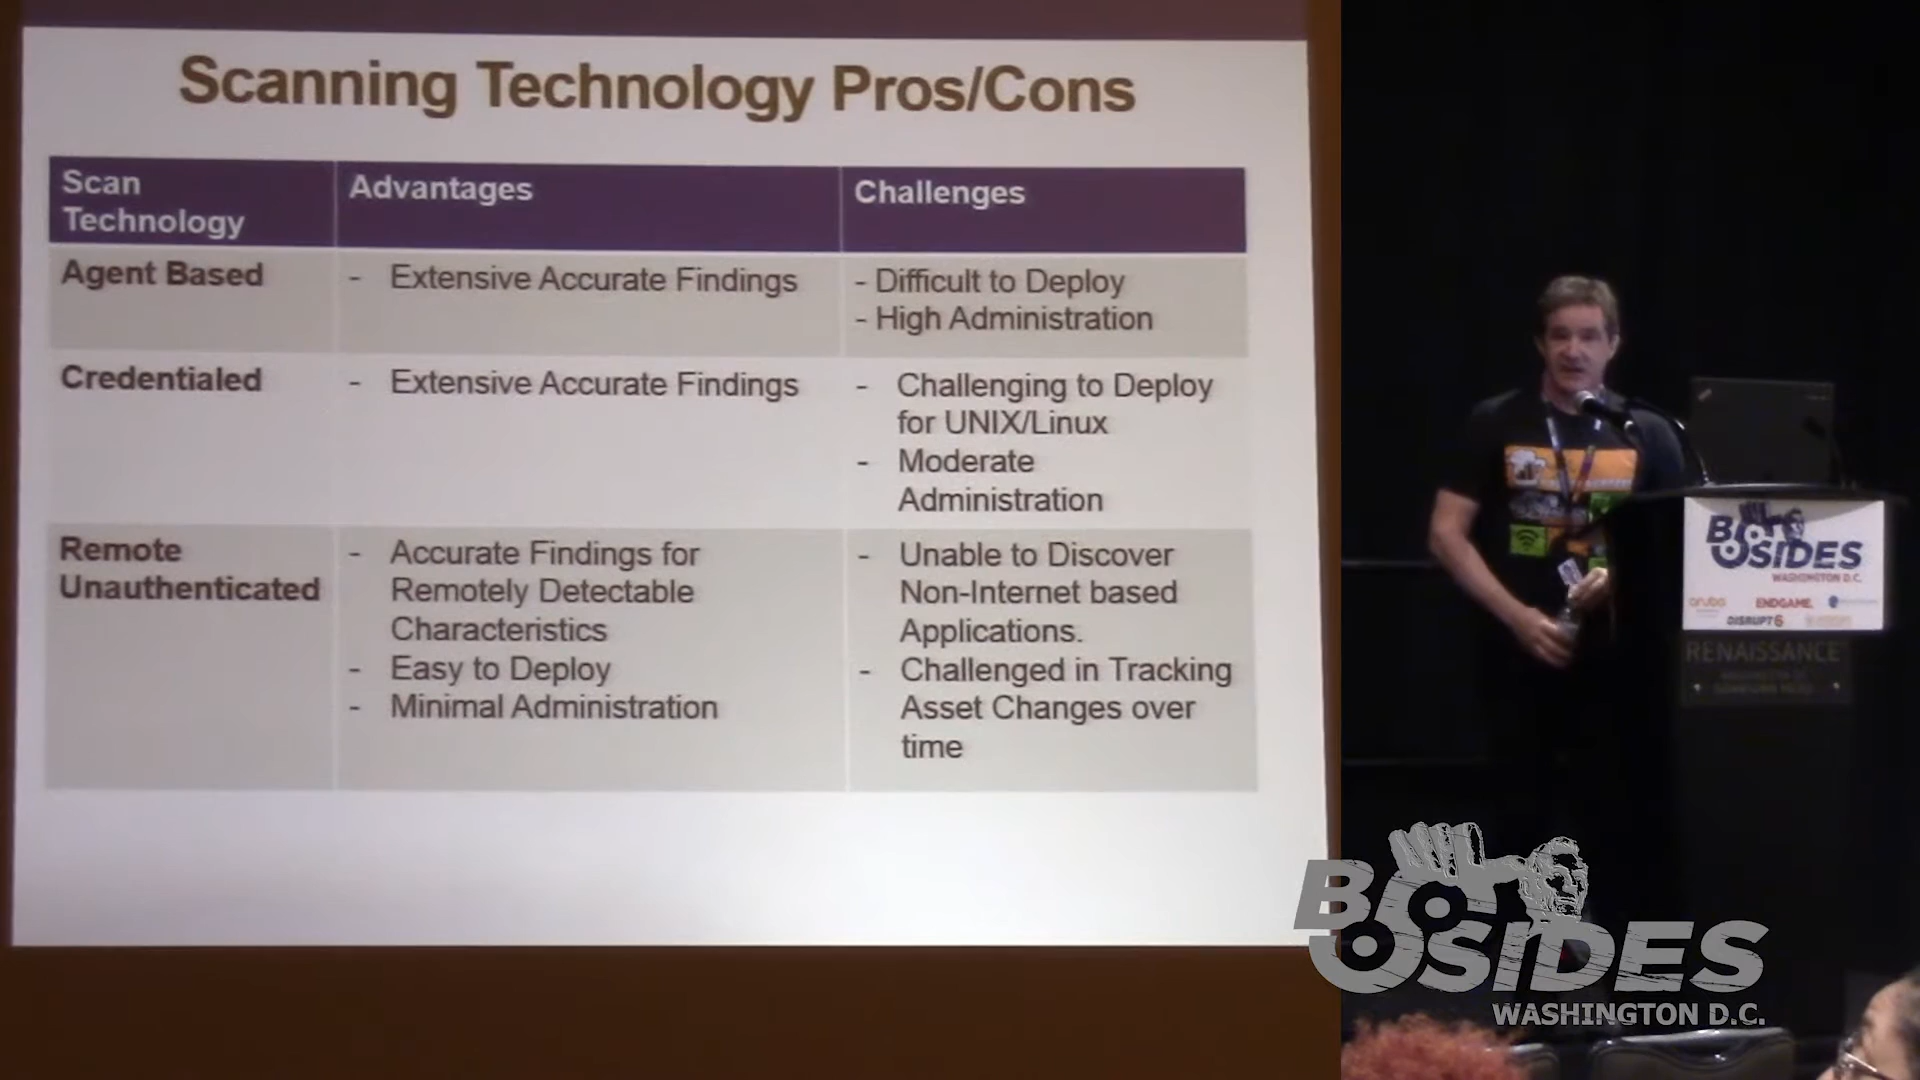 Scanning Technology Pros/Cons
Scan
Technology
Advantages
Challenges
Agent Based
- Extensive Accurate Findings
- Difficult to Deploy
- High Administration
Credentialed
- Extensive Accurate Findings
- Challenging to Deploy
for UNIX/Linux
- Moderate
Administration
Remote
Unauthenticated
- Accurate Findings for
Remotely Detectable
Characteristics
- Easy to Deploy
- Minimal Administration
- Unable to Discover
Non-Internet based
Applications.
- Challenged in Tracking
Asset Changes over
time
BSIDES
WASHINGTON D.C.
aruba
ENDGAME.
DISRUPT6
RENAISSANCE
BSIDES
WASHINGTON D.C.